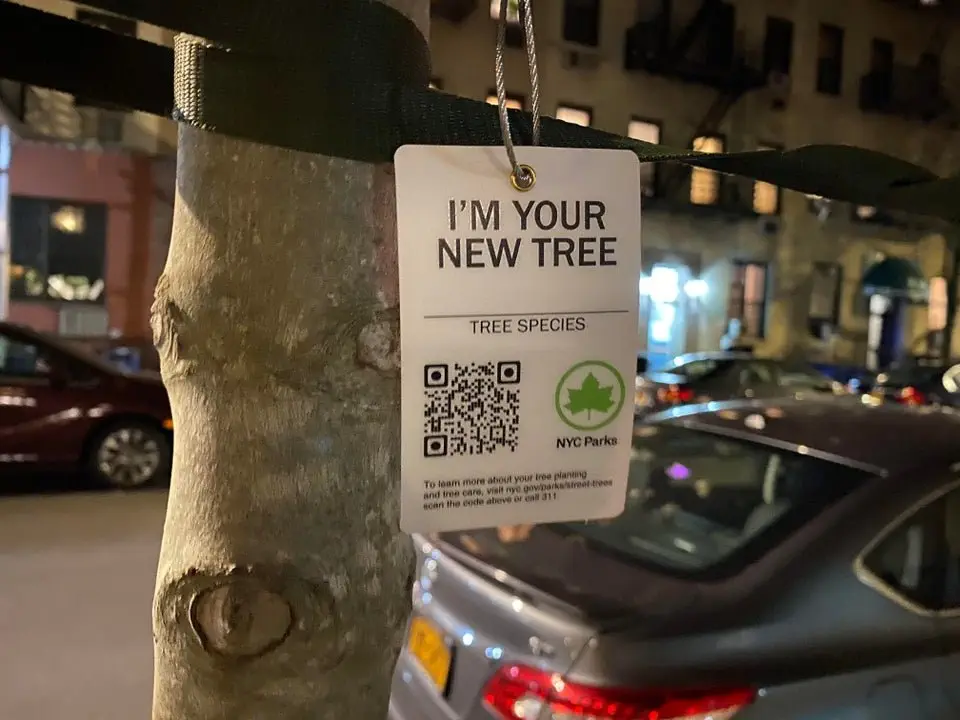 I'M YOUR
NEW TREE
TREE SPECIES
NYC Parks
To learn more about your tree planting
and tree care, visit nyc.gov/parks/street-trees
scan the code above or call 311.